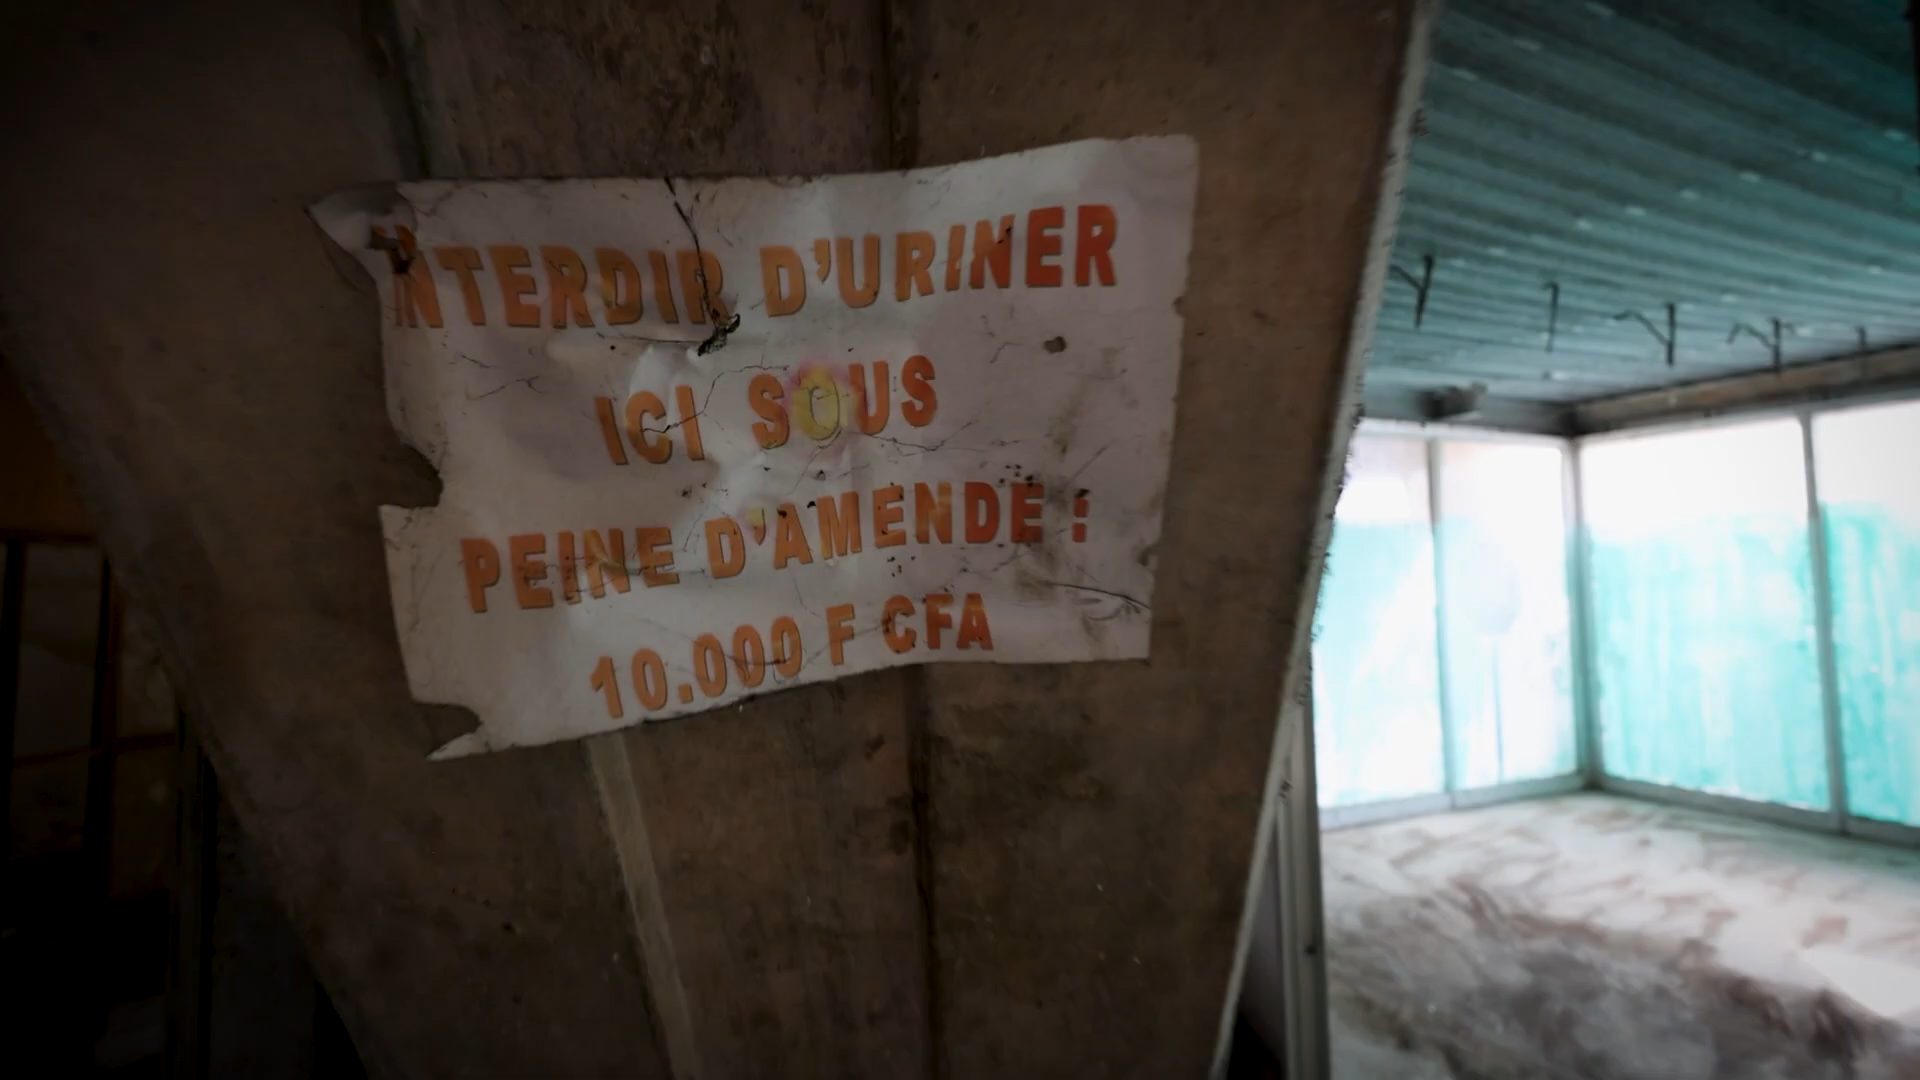 INTERDIR D'URINER
ICI SOUS
PEINE D'AMENDE :
10.000 F CFA